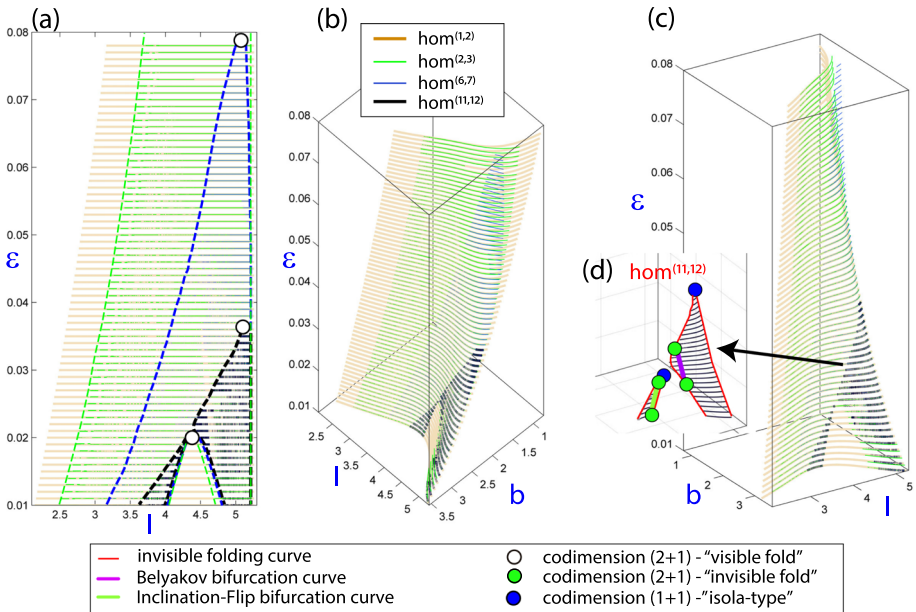 (a)
0.08
0.07
0.06
0.05
ε
0.04
0.03
0.02
0.01
2.5 3 3.5 4 4.5 5
I
(b)
hom(1,2)
hom(2,3)
hom(6,7)
hom(11,12)
0.08
0.07
0.06
0.05
ε
0.04
0.03
0.02
0.01
2.5
3
3.5
4
4.5
5
I
1
1.5
2
2.5
3
3.5
b
(c)
0.08
0.07
0.06
ε
0.05
(d) hom(11,12)
0.01
1
2
3
b
3
4
5
I
invisible folding curve
Belyakov bifurcation curve
Inclination-Flip bifurcation curve
codimension (2+1) - “visible fold”
codimension (2+1) - “invisible fold”
codimension (1+1) -“isola-type”